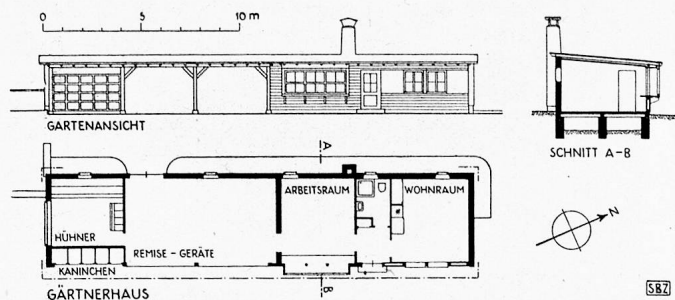 0 5 10 m
GARTENANSICHT
SCHNITT A-B
A
ARBEITSRAUM
WOHNRAUM
HÜHNER
REMISE - GERÄTE
KANINCHEN
B
N
GÄRTNERHAUS
SBZ